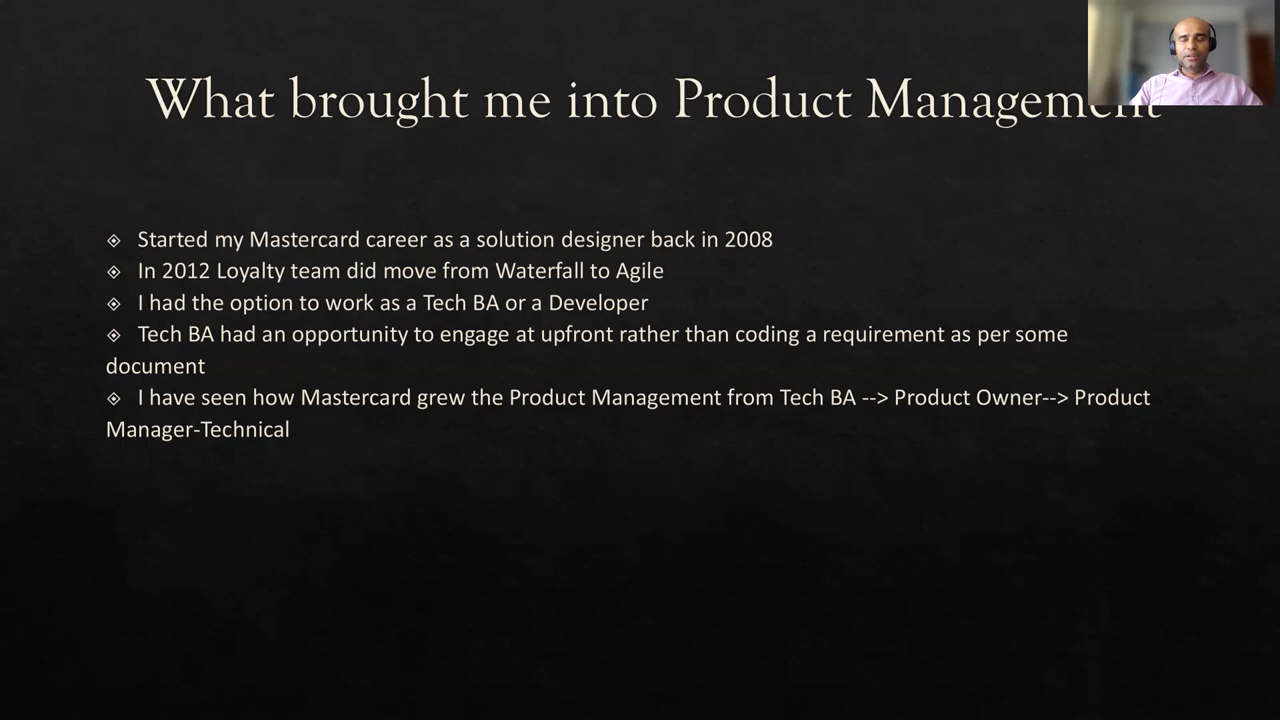 What brought me into Product Management
Started my Mastercard career as a solution designer back in 2008
In 2012 Loyalty team did move from Waterfall to Agile
I had the option to work as a Tech BA or a Developer
Tech BA had an opportunity to engage at upfront rather than coding a requirement as per some
document
I have seen how Mastercard grew the Product Management from Tech BA --> Product Owner--> Product
Manager-Technical